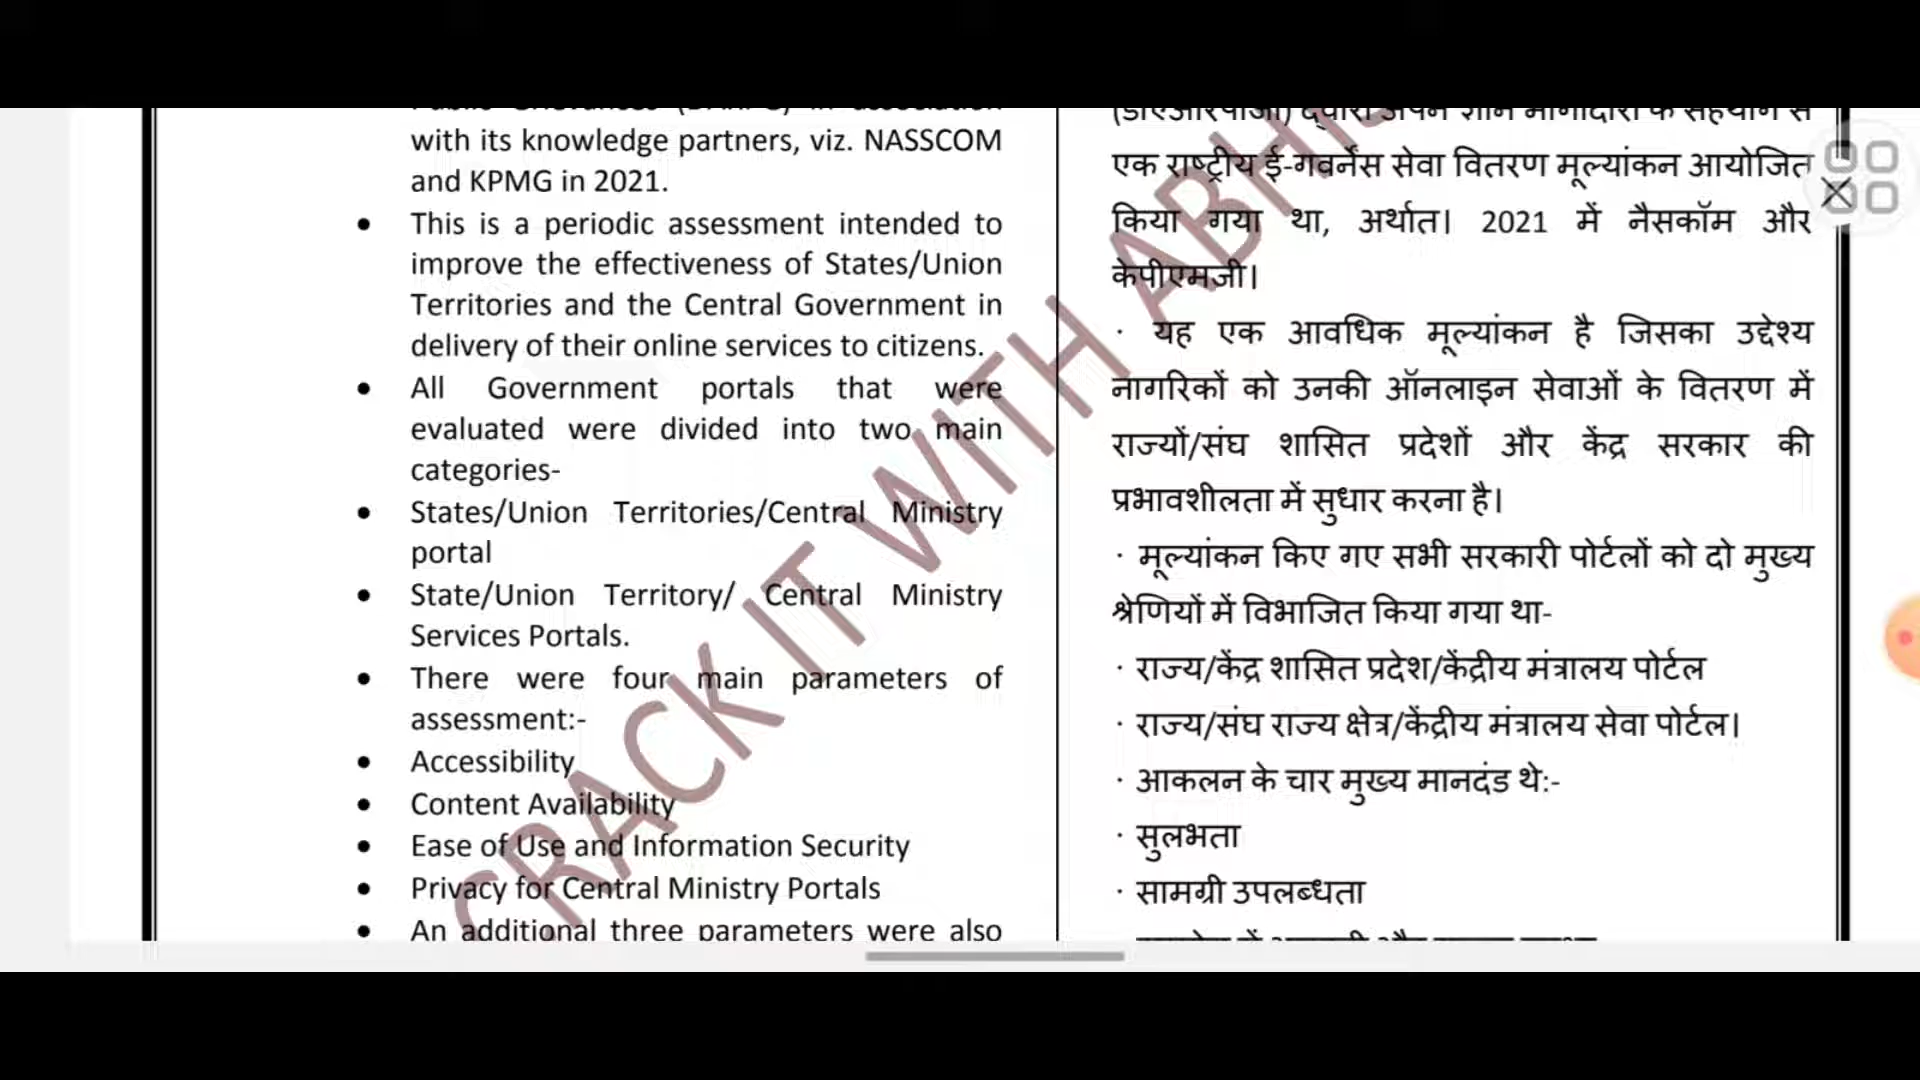 with its knowledge partners, viz. NASSCOM
and KPMG in 2021.
• This is a periodic assessment intended to
improve the effectiveness of States/Union
Territories and the Central Government in
delivery of their online services to citizens.
• All Government portals that were
evaluated were divided into two main
categories-
• States/Union Territories/Central Ministry
portal
• State/Union Territory/ Central Ministry
Services Portals.
• There were four main parameters of
assessment:-
• Accessibility
• Content Availability
• Ease of Use and Information Security
• Privacy for Central Ministry Portals
• An additional three parameters were also
(डीएआरपीजी) द्वारा अपने ज्ञान भागीदारों के सहयोग से
एक राष्ट्रीय ई-गवर्नेंस सेवा वितरण मूल्यांकन आयोजित
किया गया था, अर्थात। 2021 में नैसकॉम और
केपीएमजी।
· यह एक आवधिक मूल्यांकन है जिसका उद्देश्य
नागरिकों को उनकी ऑनलाइन सेवाओं के वितरण में
राज्यों/संघ शासित प्रदेशों और केंद्र सरकार की
प्रभावशीलता में सुधार करना है।
· मूल्यांकन किए गए सभी सरकारी पोर्टलों को दो मुख्य
श्रेणियों में विभाजित किया गया था-
· राज्य/केंद्र शासित प्रदेश/केंद्रीय मंत्रालय पोर्टल
· राज्य/संघ राज्य क्षेत्र/केंद्रीय मंत्रालय सेवा पोर्टल।
· आकलन के चार मुख्य मानदंड थे:-
· सुलभता
· सामग्री उपलब्धता
CRACK IT WITH ABHIS